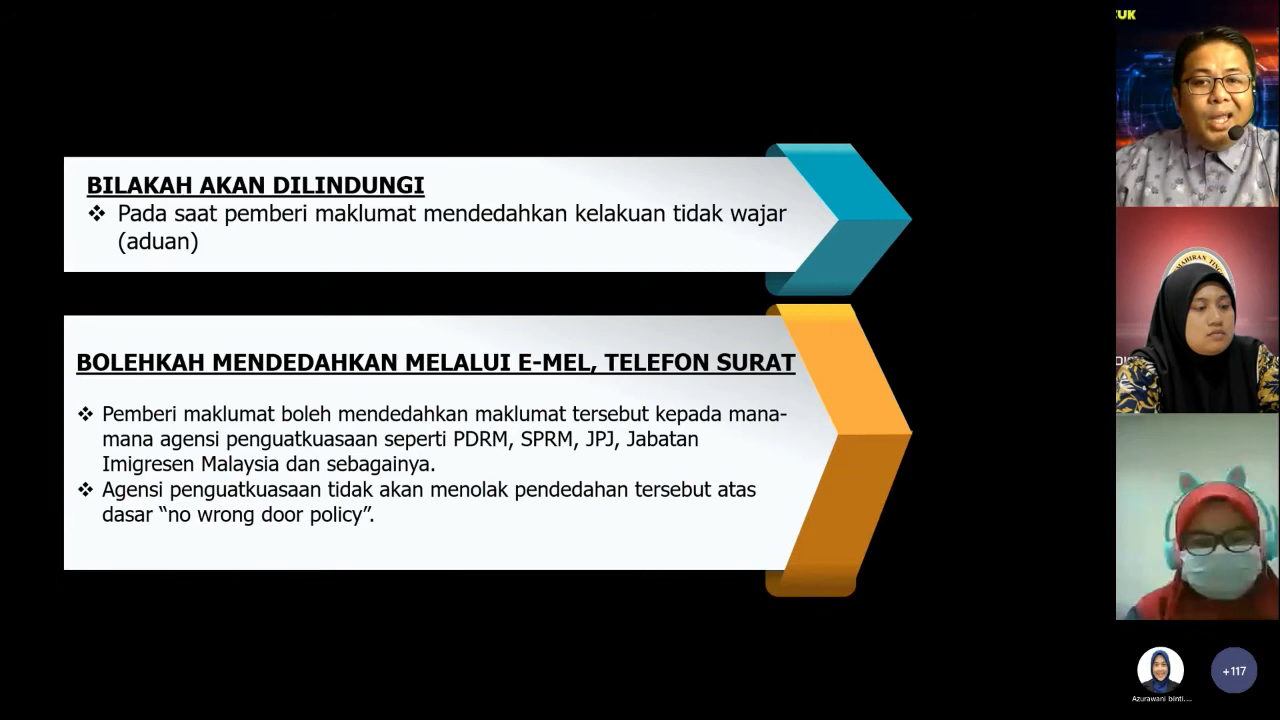 BILAKAH AKAN DILINDUNGI
❖ Pada saat pemberi maklumat mendedahkan kelakuan tidak wajar
(aduan)
BOLEHKAH MENDEDAHKAN MELALUI E-MEL, TELEFON SURAT
❖ Pemberi maklumat boleh mendedahkan maklumat tersebut kepada mana-
mana agensi penguatkuasaan seperti PDRM, SPRM, JPJ, Jabatan
Imigresen Malaysia dan sebagainya.
❖ Agensi penguatkuasaan tidak akan menolak pendedahan tersebut atas
dasar “no wrong door policy”.
Azurawani binti....
+117